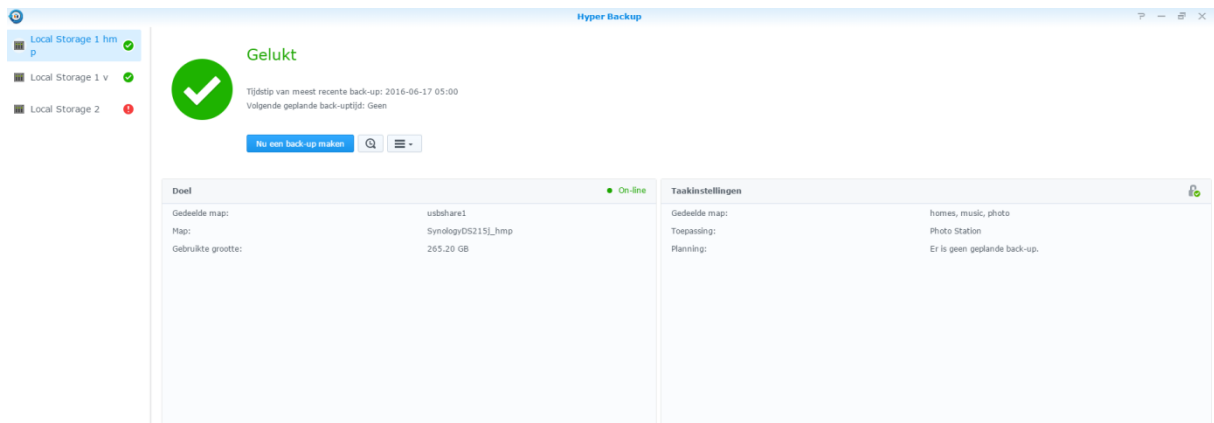 Hyper Backup
Local Storage 1 hm
p
Local Storage 1 v
Local Storage 2
Gelukt
Tijdstip van meest recente back-up: 2016-06-17 05:00
Volgende geplande back-uptijd: Geen
Nu een back-up maken
Doel
On-line
Gedeelde map: usbshare1
Map: SynologyDS215J_hmp
Gebruikte grootte: 265.20 GB
Taakinstellingen
Gedeelde map: homes, music, photo
Toepassing: Photo Station
Planning: Er is geen geplande back-up.